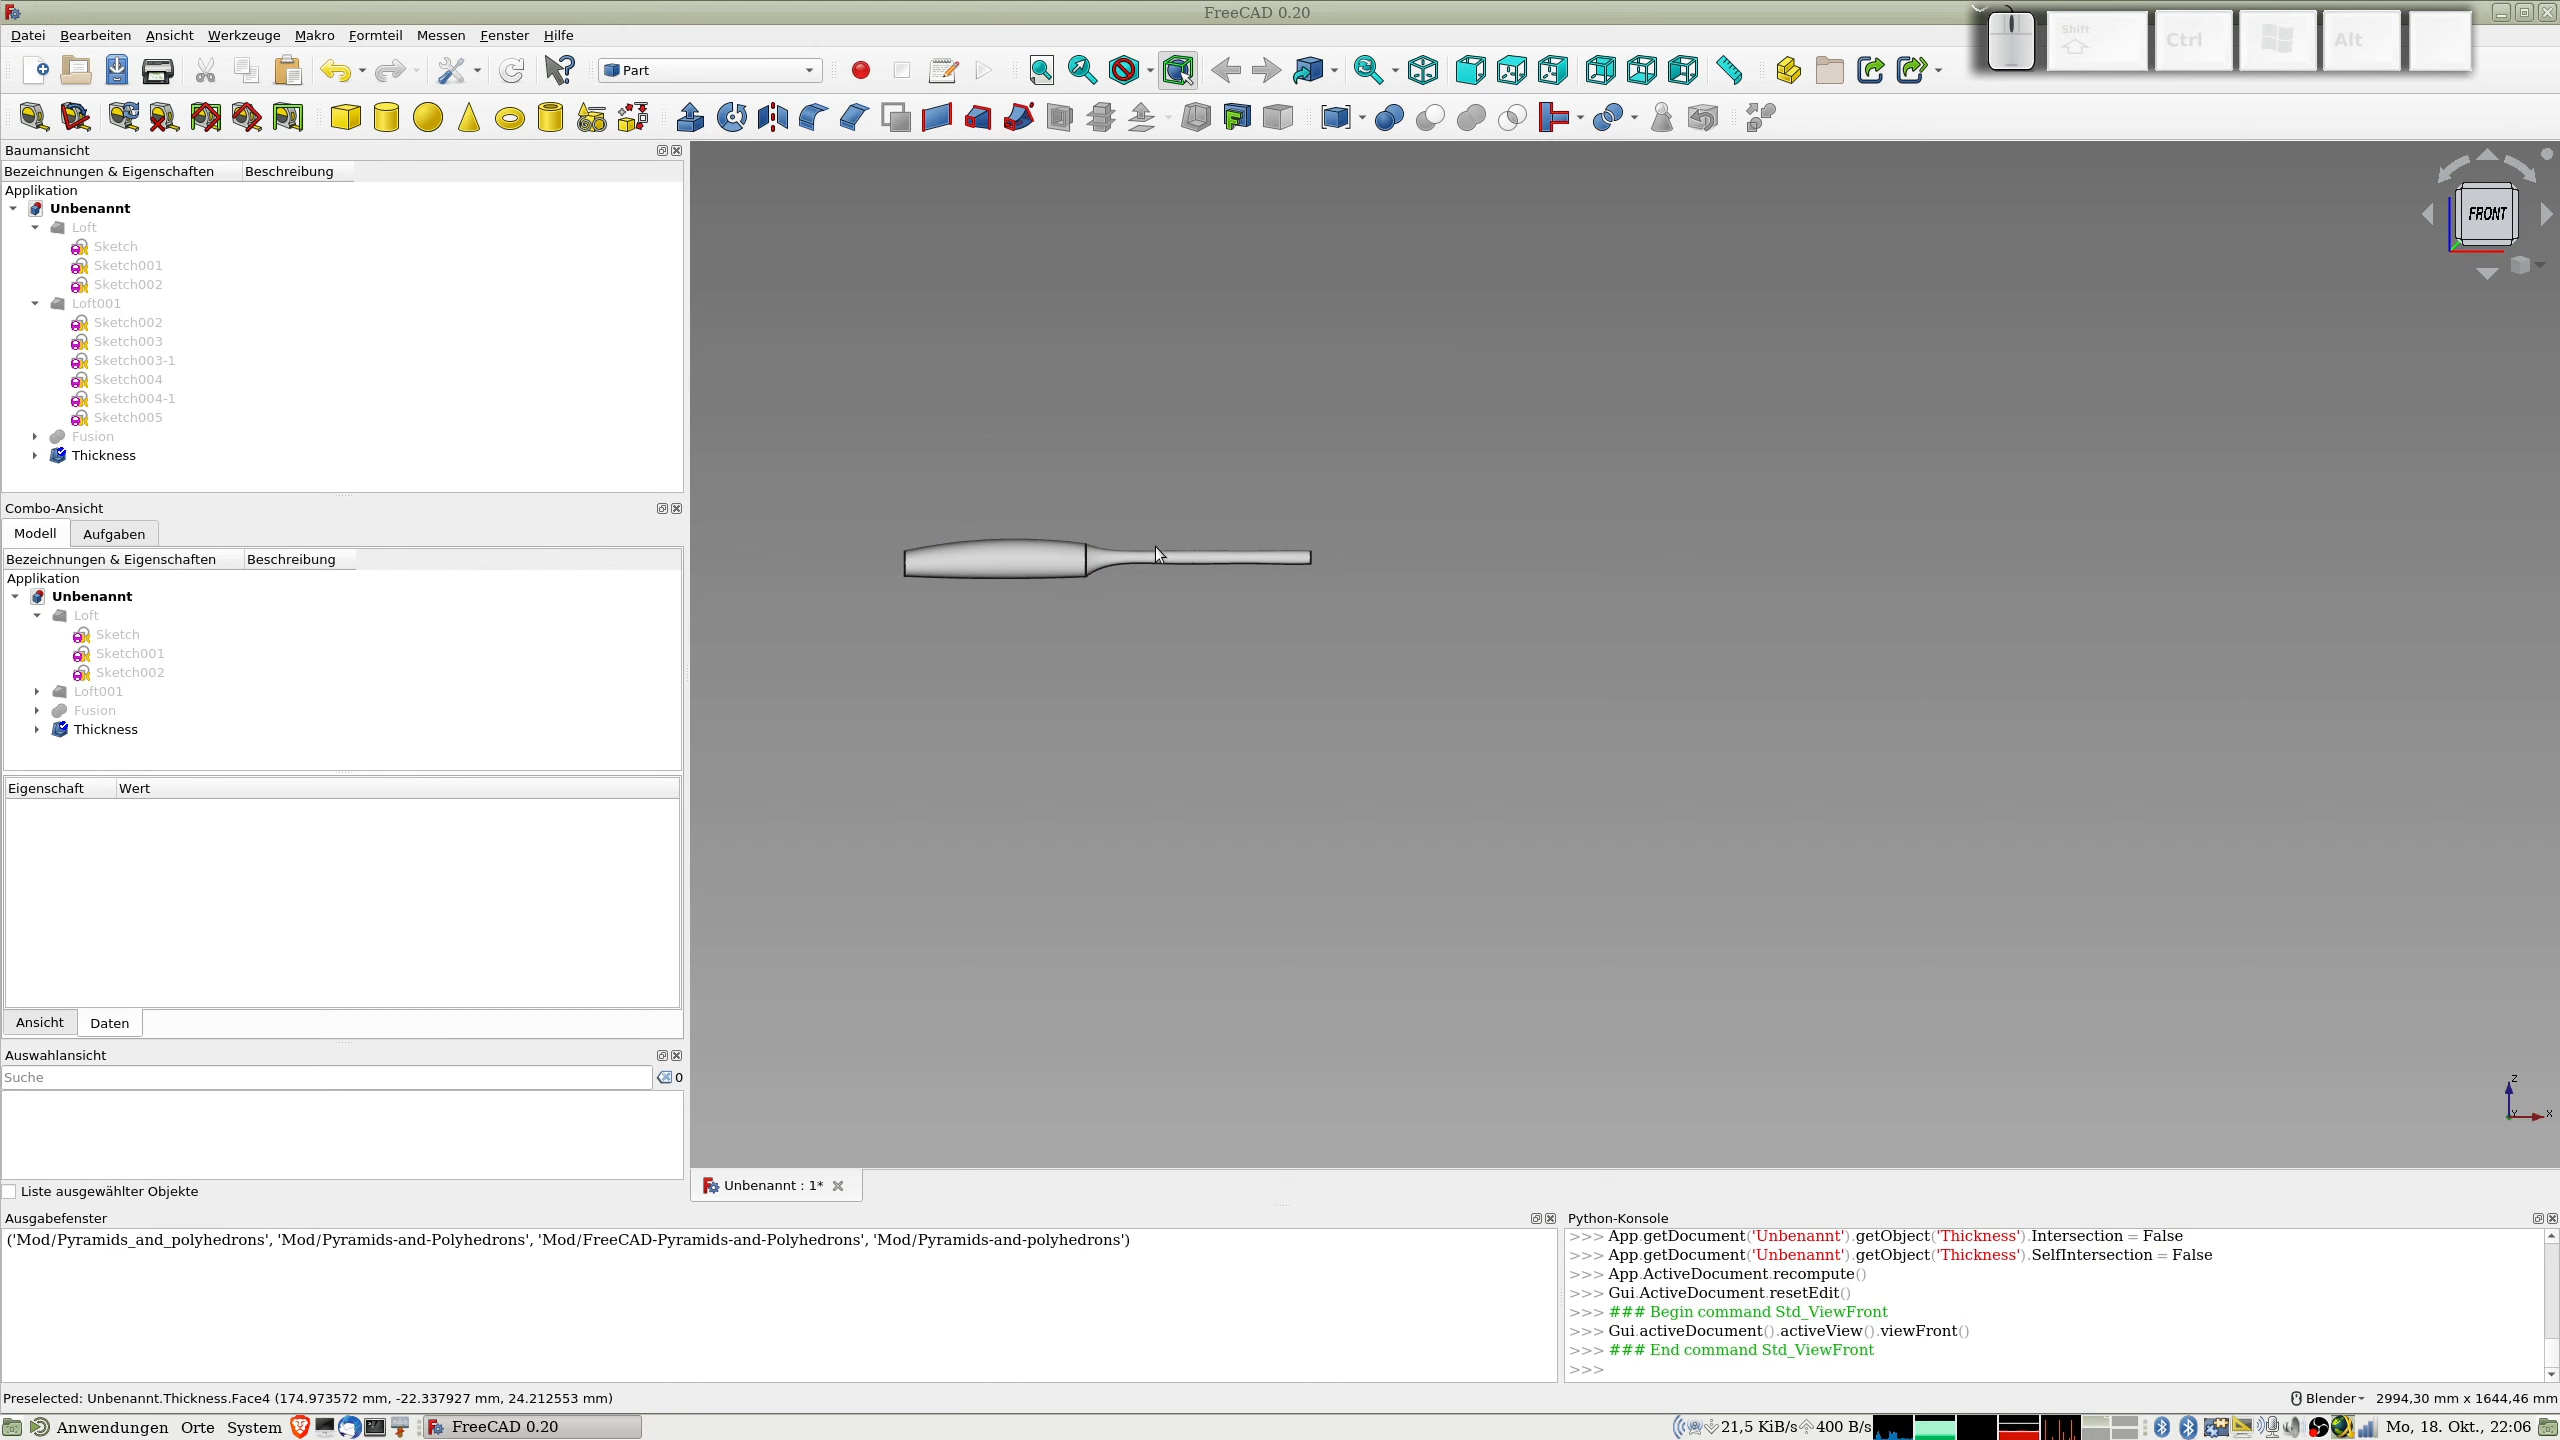 FreeCAD 0.20
Shift
Ctrl
Alt
Datei Bearbeiten Ansicht Werkzeuge Makro Formteil Messen Fenster Hilfe
Part
Baumansicht
Bezeichnungen & Eigenschaften Beschreibung
Applikation
Unbenannt
Loft
Sketch
Sketch001
Sketch002
Loft001
Sketch002
Sketch003
Sketch003-1
Sketch004
Sketch004-1
Sketch005
Fusion
Thickness
FRONT
Combo-Ansicht
Modell Aufgaben
Bezeichnungen & Eigenschaften Beschreibung
Applikation
Unbenannt
Loft
Sketch
Sketch001
Sketch002
Loft001
Fusion
Thickness
Eigenschaft Wert
Ansicht Daten
Z
Y X
Auswahlansicht
Suche
0
Liste ausgewählter Objekte
Unbenannt : 1*
Ausgabefenster
('Mod/Pyramids_and_polyhedrons', 'Mod/Pyramids-and-Polyhedrons', 'Mod/FreeCAD-Pyramids-and-Polyhedrons', 'Mod/Pyramids-and-polyhedrons')
Python-Konsole
>>> App.getDocument('Unbenannt').getObject('Thickness').Intersection = False
>>> App.getDocument('Unbenannt').getObject('Thickness').SelfIntersection = False
>>> App.ActiveDocument.recompute()
>>> Gui.ActiveDocument.resetEdit()
>>> ### Begin command Std_ViewFront
>>> Gui.activeDocument().activeView().viewFront()
>>> ### End command Std_ViewFront
>>>
Preselected: Unbenannt.Thickness.Face4 (174.973572 mm, -22.337927 mm, 24.212553 mm)
Blender 2994,30 mm x 1644,46 mm
Anwendungen Orte System FreeCAD 0.20 21,5 KiB/s 400 B/s Mo, 18. Okt., 22:06